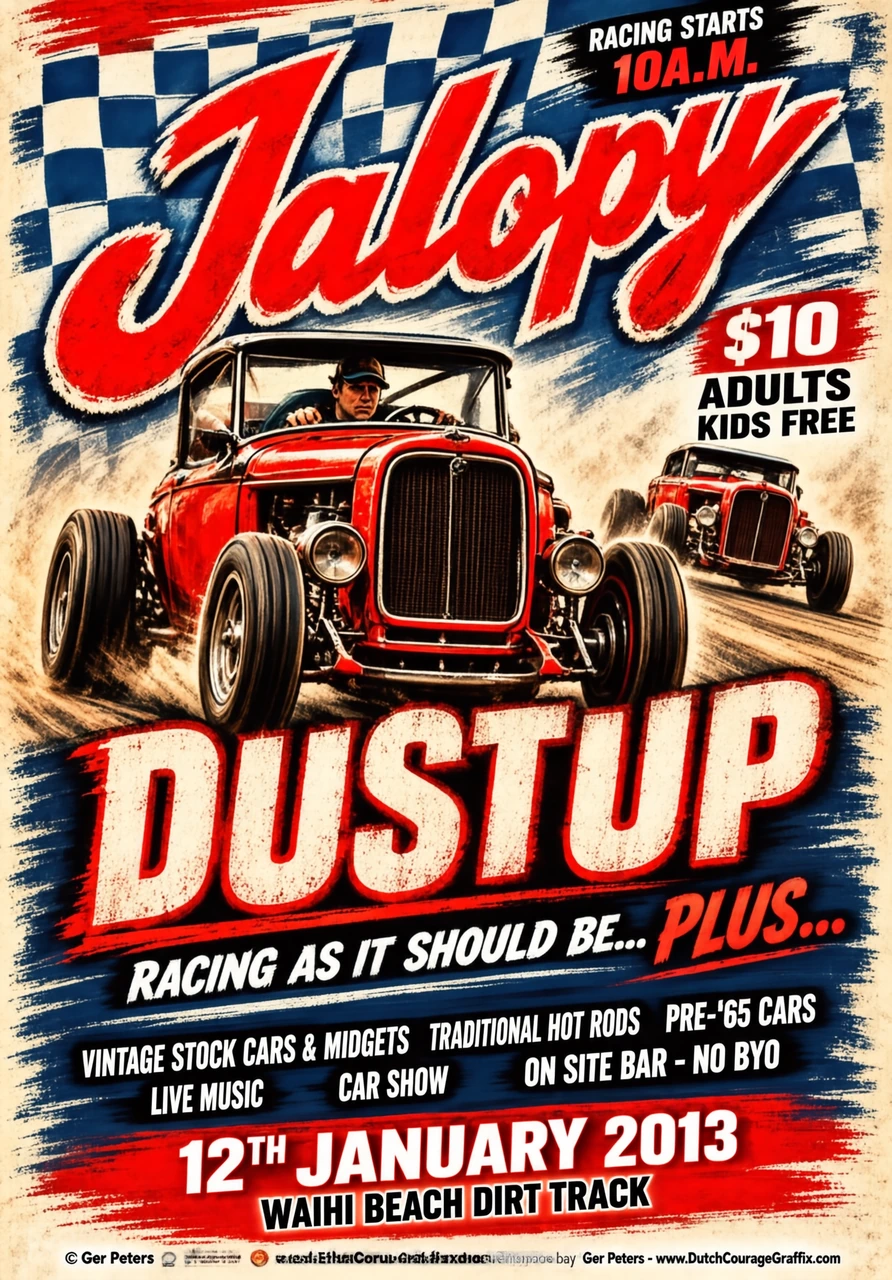 RACING STARTS
10A.M.
Jalopy
$10
ADULTS
KIDS FREE
DUSTUP
RACING AS IT SHOULD BE... PLUS...
VINTAGE STOCK CARS & MIDGETS TRADITIONAL HOT RODS PRE-'65 CARS
LIVE MUSIC CAR SHOW ON SITE BAR - NO BYO
12TH JANUARY 2013
WAIHI BEACH DIRT TRACK
© Ger Peters bay Ger Peters - www.DutchCourageGraffix.com